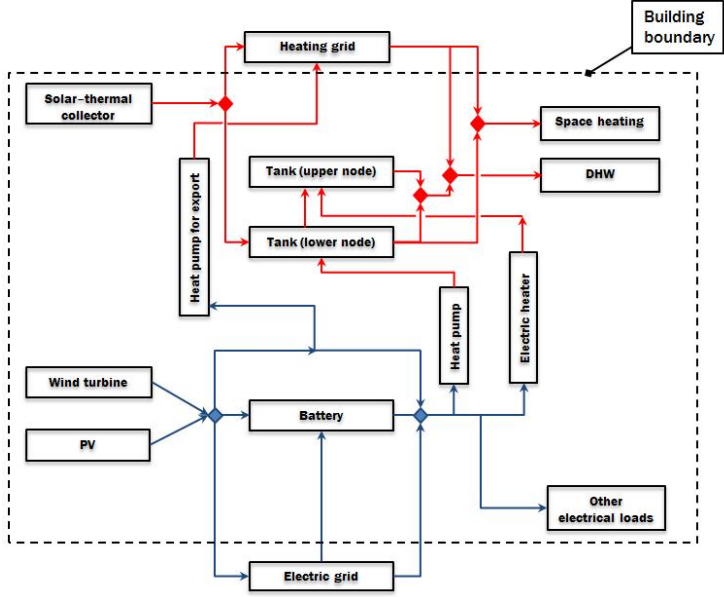 Building
boundary
Heating grid
Solar-thermal
collector
Space heating
Tank (upper node)
DHW
Heat pump for export
Tank (lower node)
Heat pump
Electric heater
Wind turbine
Battery
PV
Other
electrical loads
Electric grid